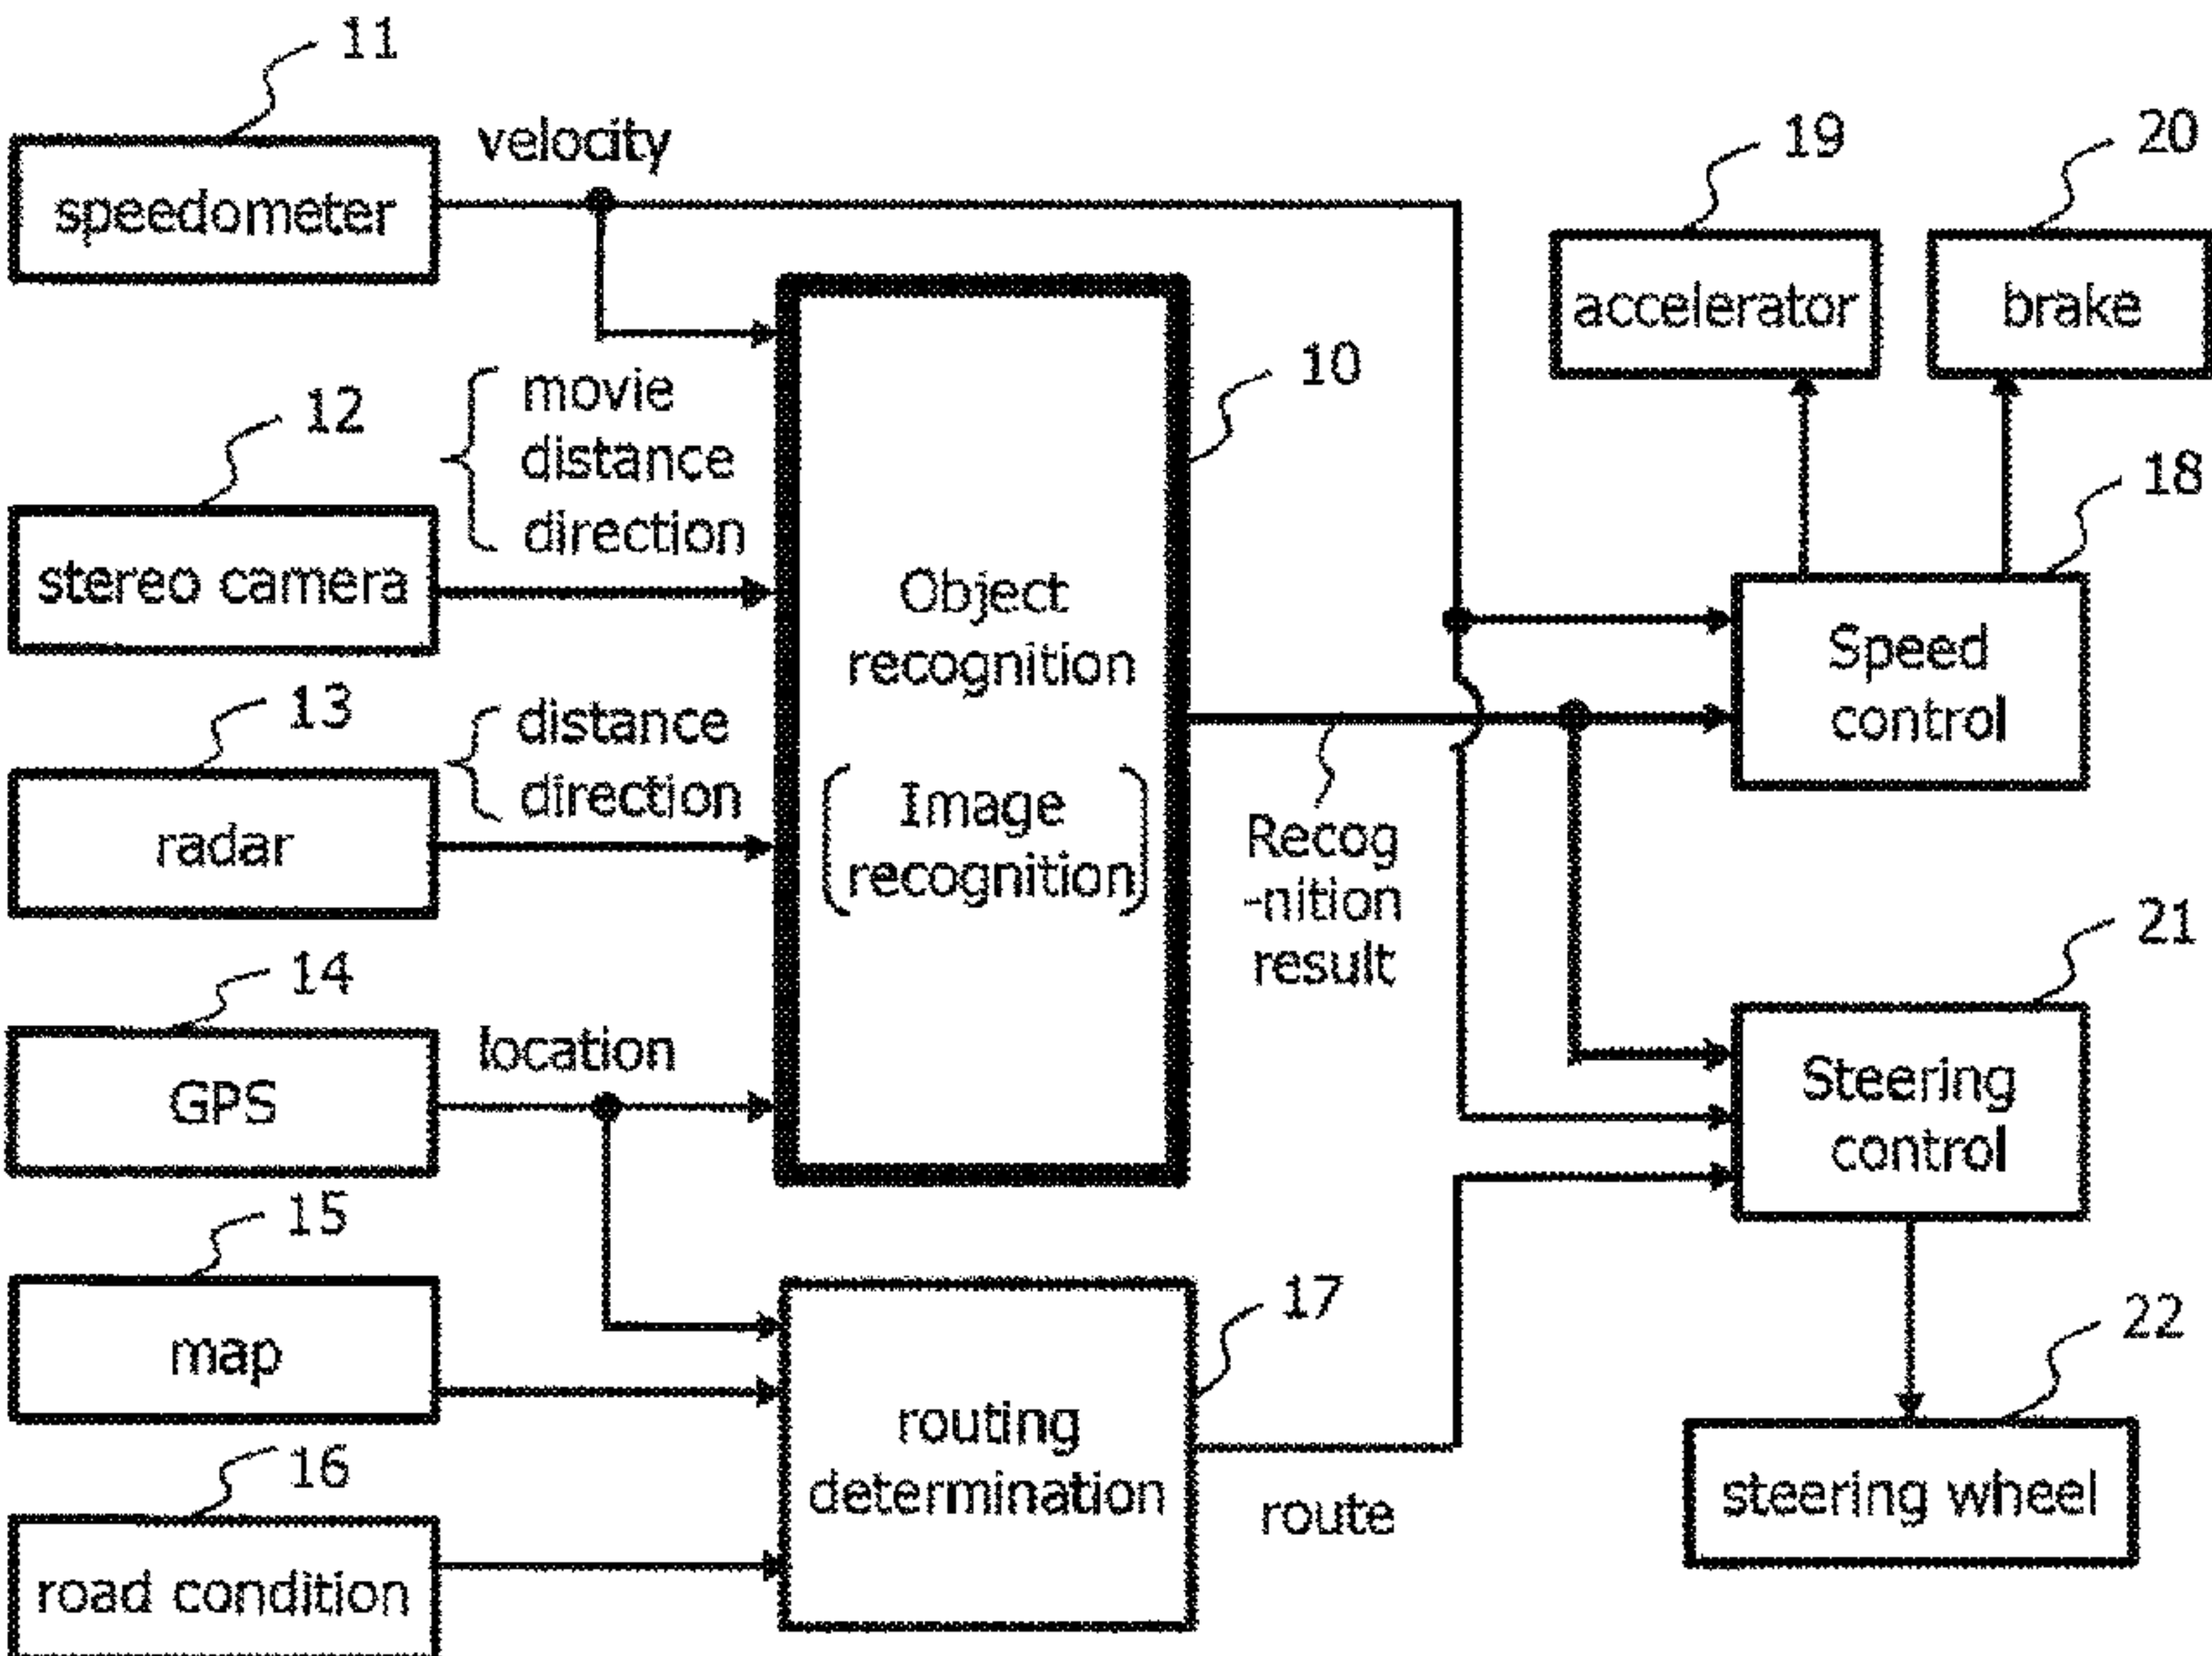 11
speedometer
velocity
12
stereo camera
movie
distance
direction
13
radar
distance
direction
14
GPS
location
15
map
16
road condition
10
Object
recognition
Image
recognition
Recog
-nition
result
17
routing
determination
route
19
accelerator
20
brake
18
Speed
control
21
Steering
control
22
steering wheel